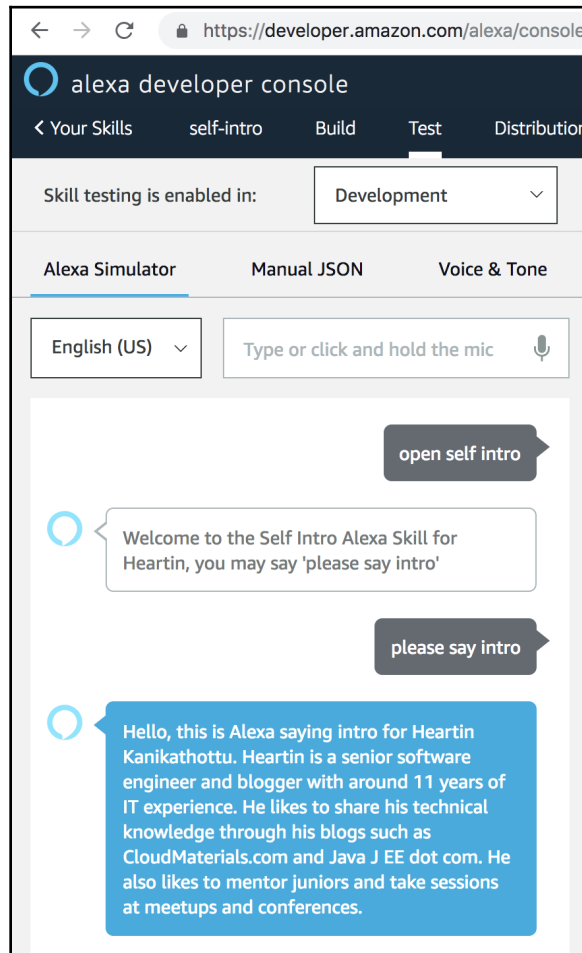 https://developer.amazon.com/alexa/console
alexa developer console
Your Skills self-intro Build Test Distribution
Skill testing is enabled in: Development
Alexa Simulator Manual JSON Voice & Tone
English (US) Type or click and hold the mic
open self intro
Welcome to the Self Intro Alexa Skill for
Heartin, you may say 'please say intro'
please say intro
Hello, this is Alexa saying intro for Heartin
Kanikathottu. Heartin is a senior software
engineer and blogger with around 11 years of
IT experience. He likes to share his technical
knowledge through his blogs such as
CloudMaterials.com and Java J EE dot com. He
also likes to mentor juniors and take sessions
at meetups and conferences.